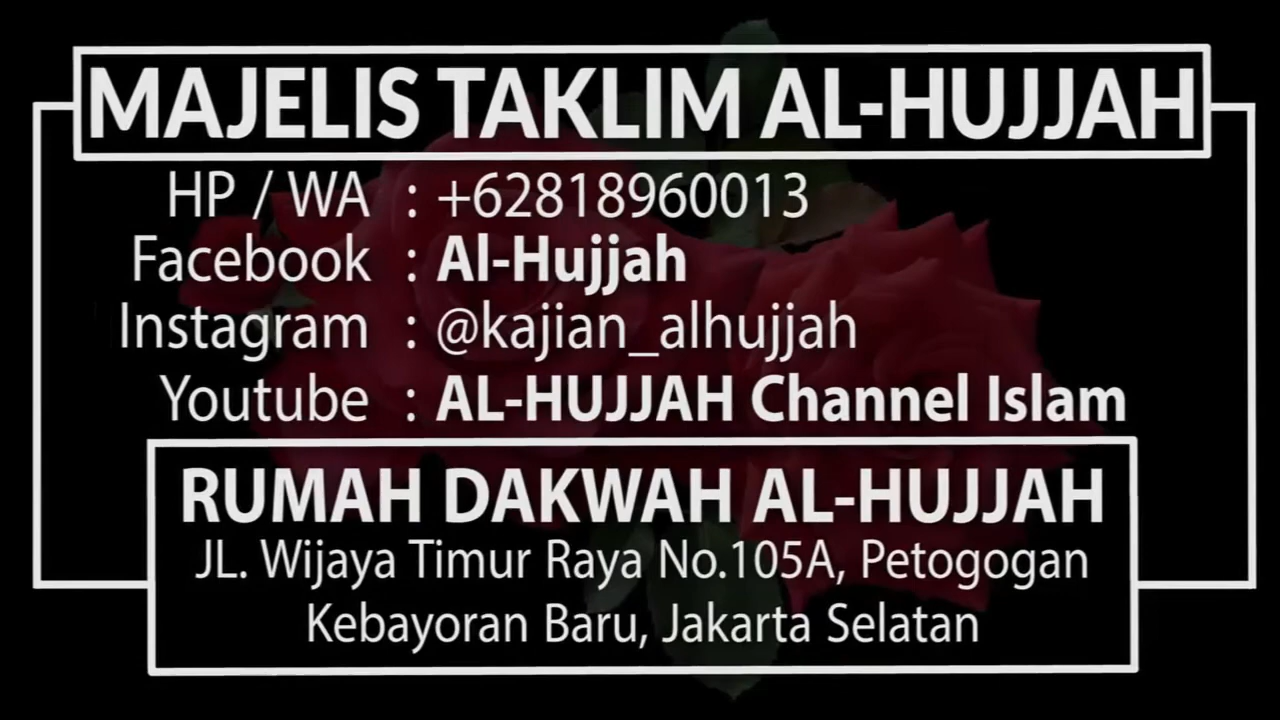 MAJELIS TAKLIM AL-HUJJAH
HP / WA : +62818960013
Facebook : Al-Hujjah
Instagram : @kajian_alhujjah
Youtube : AL-HUJJAH Channel Islam
RUMAH DAKWAH AL-HUJJAH
JL. Wijaya Timur Raya No.105A, Petogogan
Kebayoran Baru, Jakarta Selatan